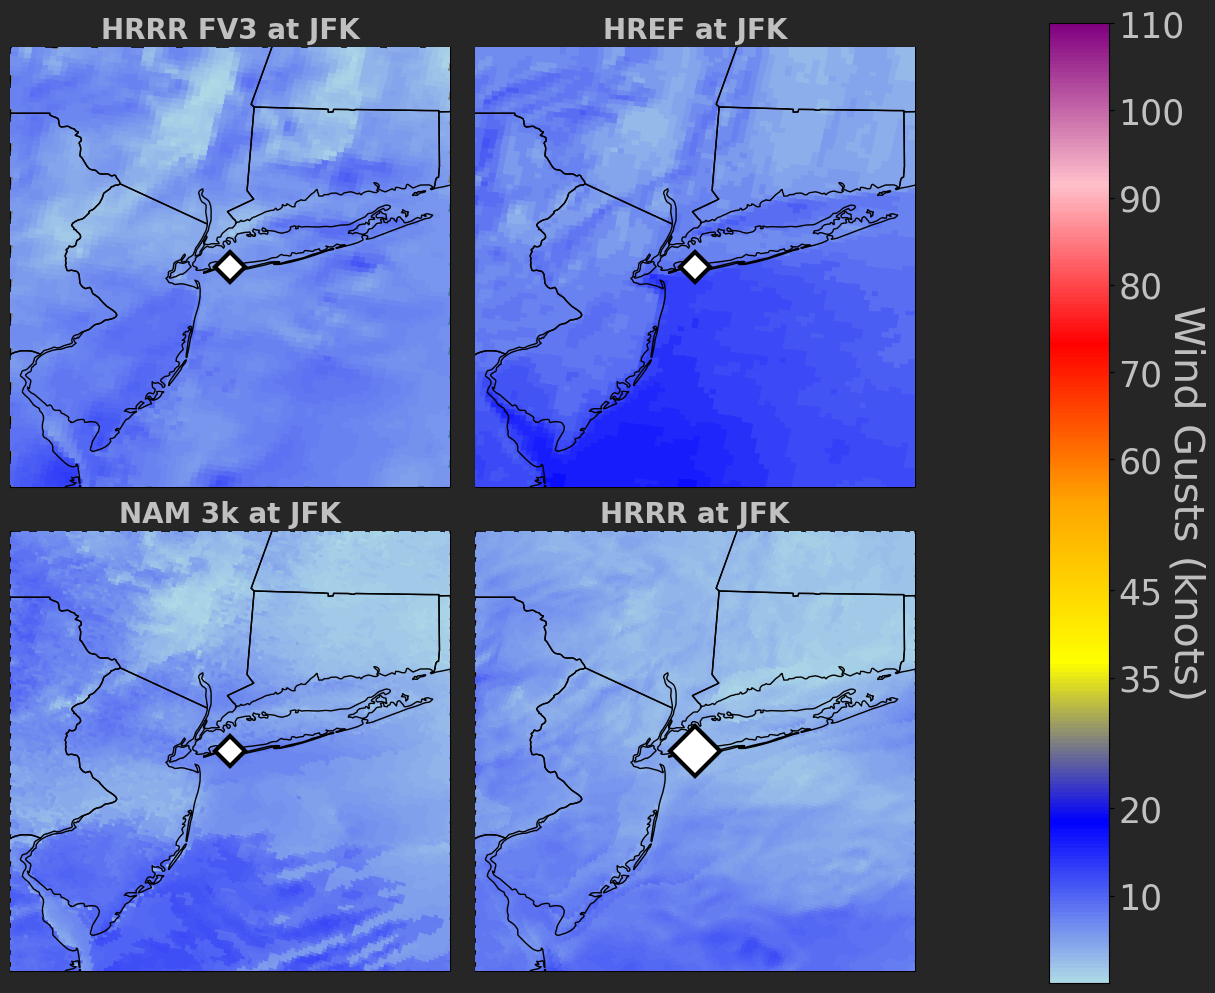 HRRR FV3 at JFK
HREF at JFK
NAM 3k at JFK
HRRR at JFK
110
100
90
80
70
60
45
35
20
10
Wind Gusts (knots)